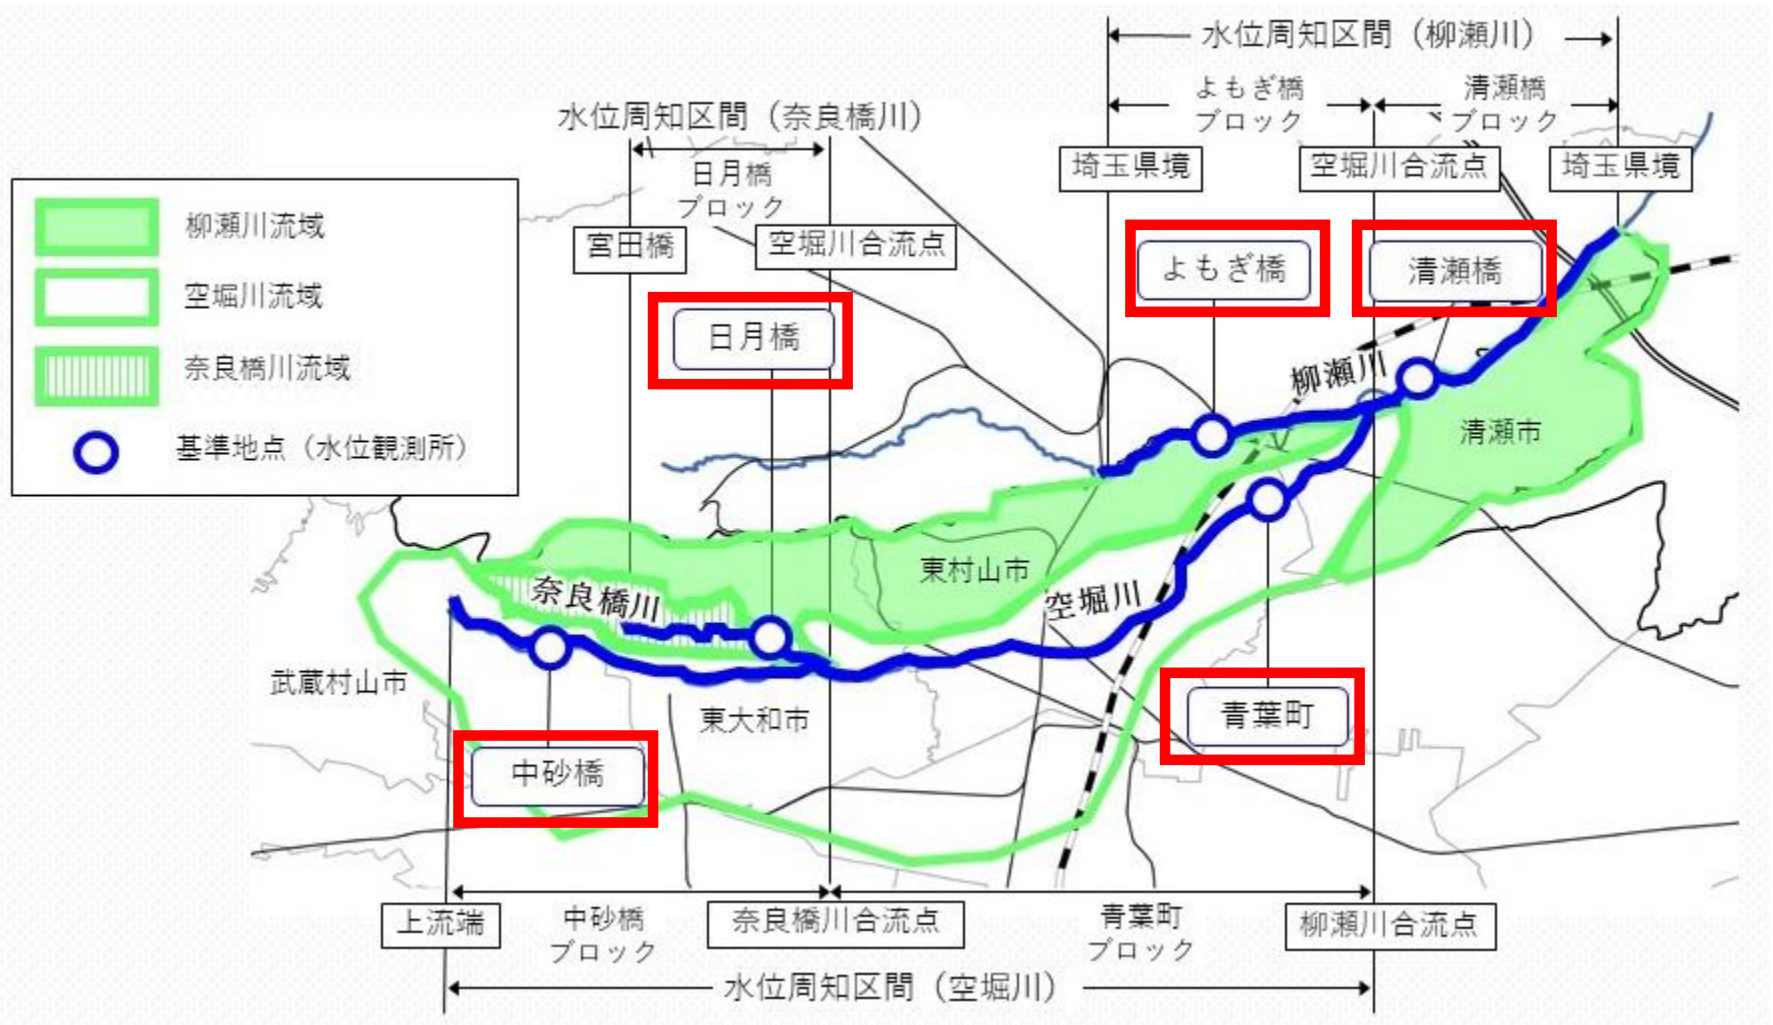 水位周知区間（柳瀬川）
よもぎ橋
ブロック
清瀬橋
ブロック
水位周知区間（奈良橋川）
日月橋
ブロック
埼玉県境
空堀川合流点
埼玉県境
宮田橋
空堀川合流点
柳瀬川流域
空堀川流域
奈良橋川流域
基準地点（水位観測所）
よもぎ橋
清瀬橋
日月橋
柳瀬川
清瀬市
東村山市
奈良橋川
空堀川
武蔵村山市
東大和市
青葉町
中砂橋
上流端
中砂橋
ブロック
奈良橋川合流点
青葉町
ブロック
柳瀬川合流点
水位周知区間（空堀川）